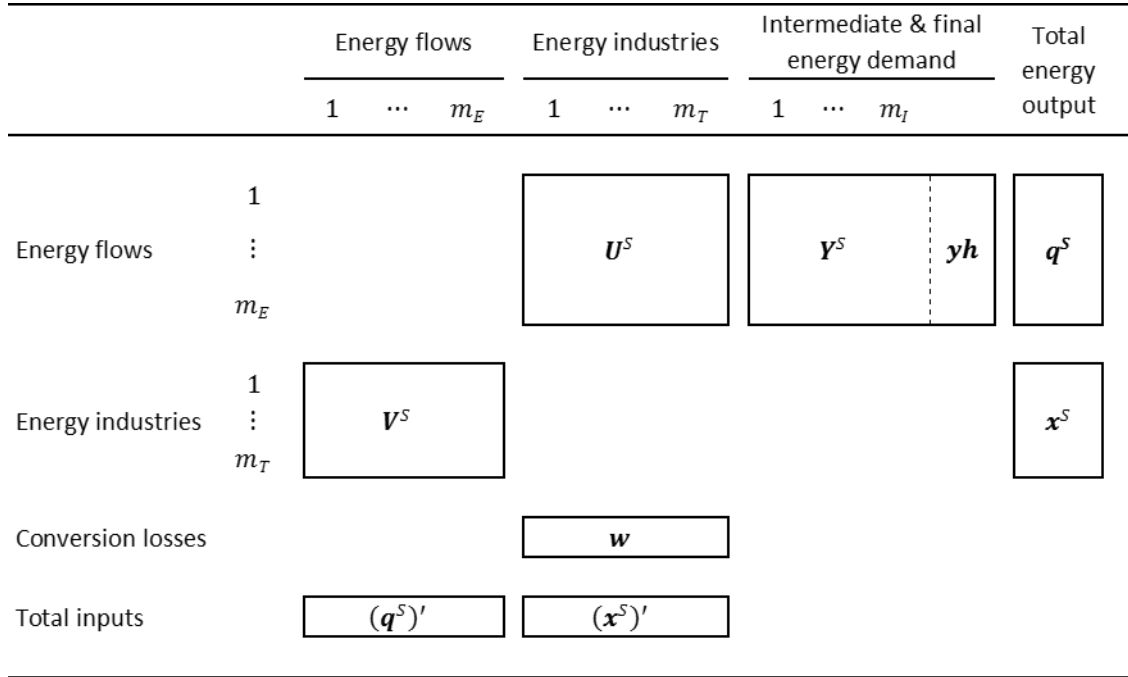 Energy flows
Energy industries
Intermediate & final
energy demand
Total
energy
output
1 ⋯ m_E
1 ⋯ m_T
1 ⋯ m_I
Energy flows
1
⋮
m_E
U^S
Y^S
yh
q^S
Energy industries
1
⋮
m_T
V^S
x^S
Conversion losses
w
Total inputs
(q^S)′
(x^S)′